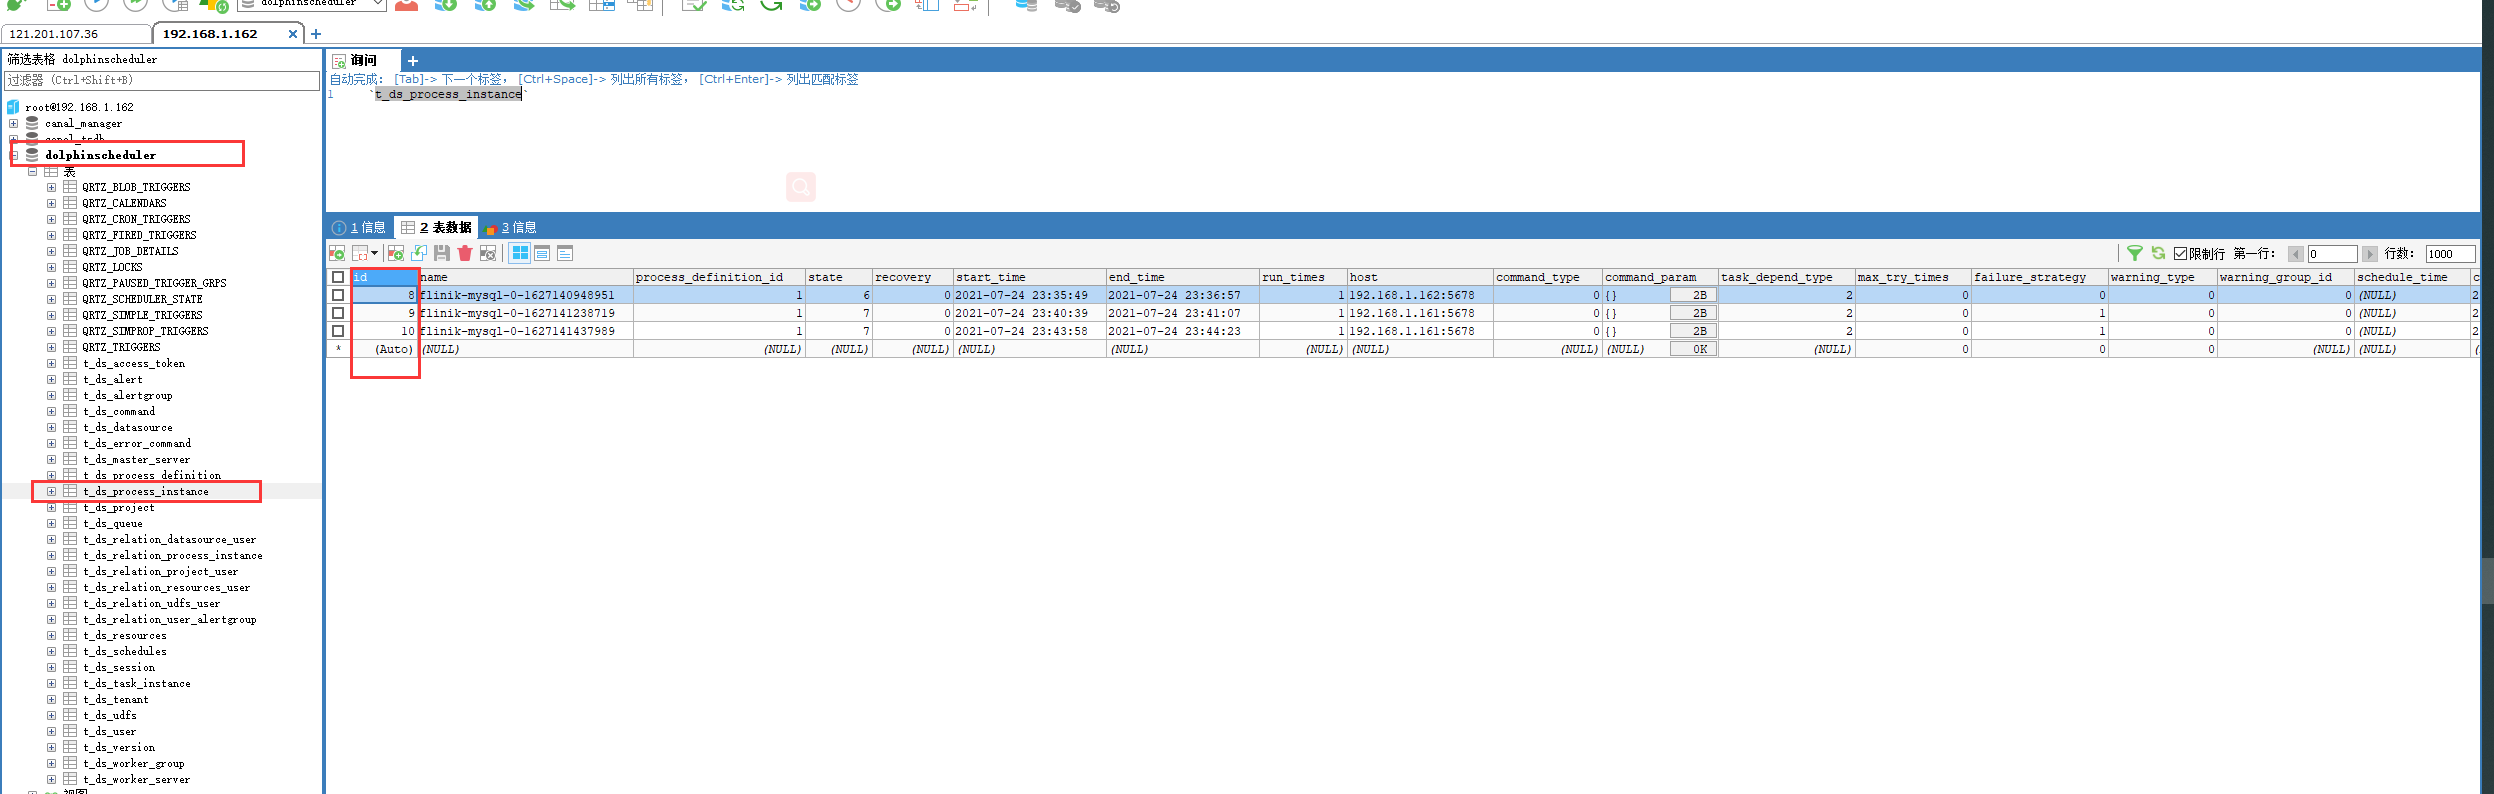 dolphinscheduler
121.201.107.36
192.168.1.162
筛选表格 dolphinscheduler
过滤器 (Ctrl+Shift+B)
root@192.168.1.162
canal_manager
canal_tsdb
dolphinscheduler
表
QRTZ_BLOB_TRIGGERS
QRTZ_CALENDARS
QRTZ_CRON_TRIGGERS
QRTZ_FIRED_TRIGGERS
QRTZ_JOB_DETAILS
QRTZ_LOCKS
QRTZ_PAUSED_TRIGGER_GRPS
QRTZ_SCHEDULER_STATE
QRTZ_SIMPLE_TRIGGERS
QRTZ_SIMPROP_TRIGGERS
QRTZ_TRIGGERS
t_ds_access_token
t_ds_alert
t_ds_alertgroup
t_ds_command
t_ds_datasource
t_ds_error_command
t_ds_master_server
t_ds_process_definition
t_ds_process_instance
t_ds_project
t_ds_queue
t_ds_relation_datasource_user
t_ds_relation_process_instance
t_ds_relation_project_user
t_ds_relation_resources_user
t_ds_relation_udfs_user
t_ds_relation_user_alertgroup
t_ds_resources
t_ds_schedules
t_ds_session
t_ds_task_instance
t_ds_tenant
t_ds_udfs
t_ds_user
t_ds_version
t_ds_worker_group
t_ds_worker_server
视图
询问
自动完成： [Tab]-> 下一个标签， [Ctrl+Space]-> 列出所有标签， [Ctrl+Enter]-> 列出匹配标签
1 `t_ds_process_instance`
1 信息 2 表数据 3 信息
限制行 第一行： 0 行数： 1000
id name process_definition_id state recovery start_time end_time run_times host command_type command_param task_depend_type max_try_times failure_strategy warning_type warning_group_id schedule_time c
8 flinik-mysql-0-1627140948951 1 6 0 2021-07-24 23:35:49 2021-07-24 23:36:57 1 192.168.1.162:5678 0 {} 2B 2 0 0 0 0 (NULL) 2
9 flinik-mysql-0-1627141238719 1 7 0 2021-07-24 23:40:39 2021-07-24 23:41:07 1 192.168.1.161:5678 0 {} 2B 2 0 1 0 0 (NULL) 2
10 flinik-mysql-0-1627141437989 1 7 0 2021-07-24 23:43:58 2021-07-24 23:44:23 1 192.168.1.161:5678 0 {} 2B 2 0 1 0 0 (NULL) 2
* (Auto) (NULL) (NULL) (NULL) (NULL) (NULL) (NULL) (NULL) (NULL) (NULL) (NULL) 0K (NULL) 0 0 0 (NULL) (NULL) (